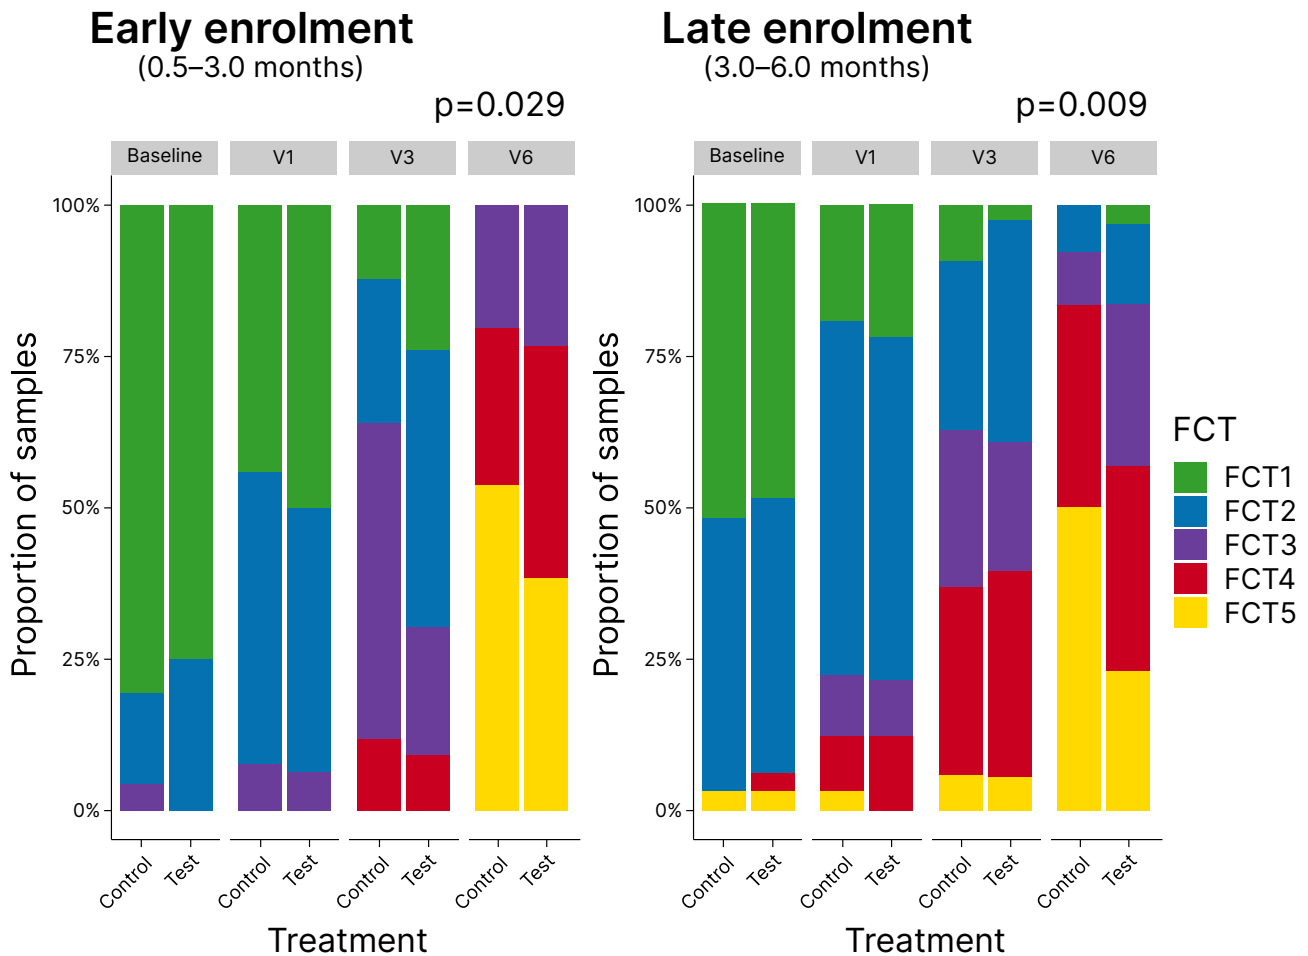 Early enrolment
(0.5–3.0 months)
p=0.029
Baseline V1 V3 V6
100%
75%
50%
25%
0%
Proportion of samples
Control Test Control Test Control Test Control Test
Treatment
Late enrolment
(3.0–6.0 months)
p=0.009
Baseline V1 V3 V6
100%
75%
50%
25%
0%
Proportion of samples
Control Test Control Test Control Test Control Test
Treatment
FCT
FCT1
FCT2
FCT3
FCT4
FCT5